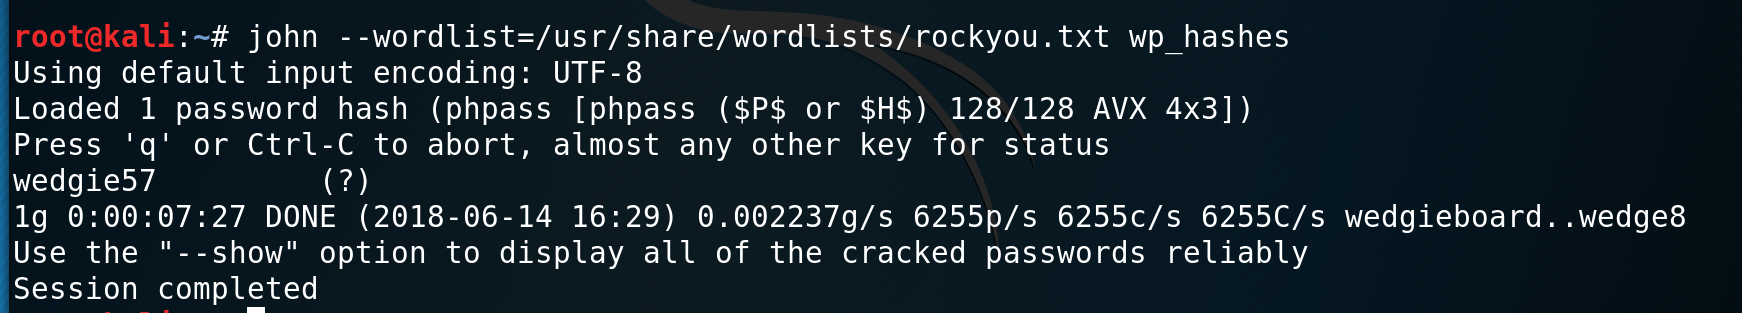 root@kali:~# john --wordlist=/usr/share/wordlists/rockyou.txt wp_hashes
Using default input encoding: UTF-8
Loaded 1 password hash (phpass [phpass ($P$ or $H$) 128/128 AVX 4x3])
Press 'q' or Ctrl-C to abort, almost any other key for status
wedgie57         (?)
1g 0:00:07:27 DONE (2018-06-14 16:29) 0.002237g/s 6255p/s 6255c/s 6255C/s wedgieboard..wedge8
Use the "--show" option to display all of the cracked passwords reliably
Session completed